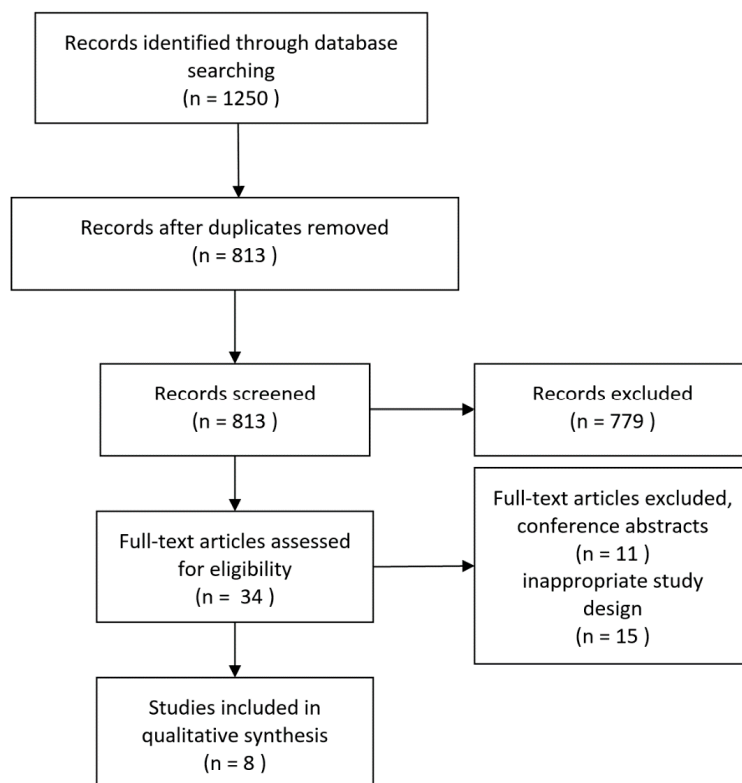 Records identified through database
searching
(n = 1250 )
Records after duplicates removed
(n = 813 )
Records screened
(n = 813 )
Records excluded
(n = 779 )
Full-text articles assessed
for eligibility
(n =  34 )
Full-text articles excluded,
conference abstracts
(n = 11 )
inappropriate study
design
(n = 15 )
Studies included in
qualitative synthesis
(n = 8 )